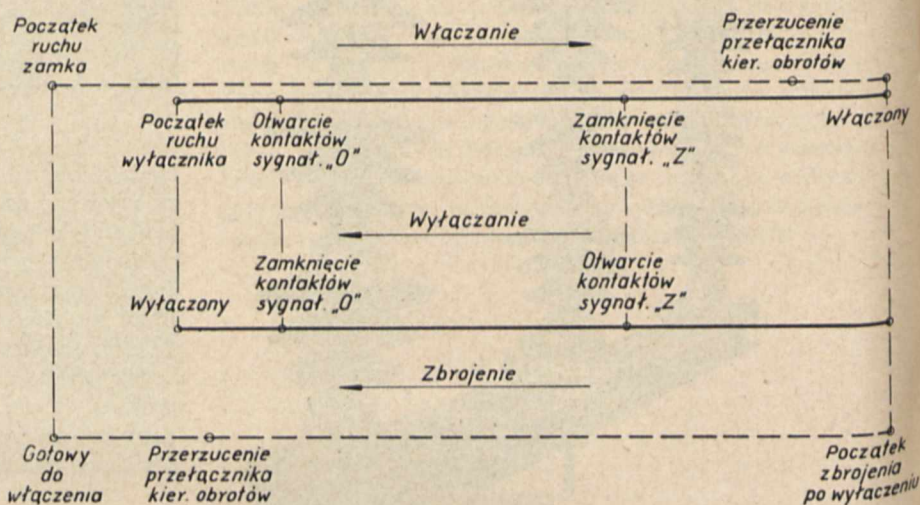 Początek
ruchu
zamka
Włączanie
Przerzucenie
przełącznika
kier. obrotów
Początek
ruchu
wyłącznika
Otwarcie
kontaktów
sygnał. „O"
Zamknięcie
kontaktów
sygnał. „Z"
Włączony
Wyłączanie
Wyłączony
Zamknięcie
kontaktów
sygnał. „O"
Otwarcie
kontaktów
sygnał. „Z"
Zbrojenie
Gotowy
do
włączenia
Przerzucenie
przełącznika
kier. obrotów
Początek
zbrojenia
po wyłączeniu